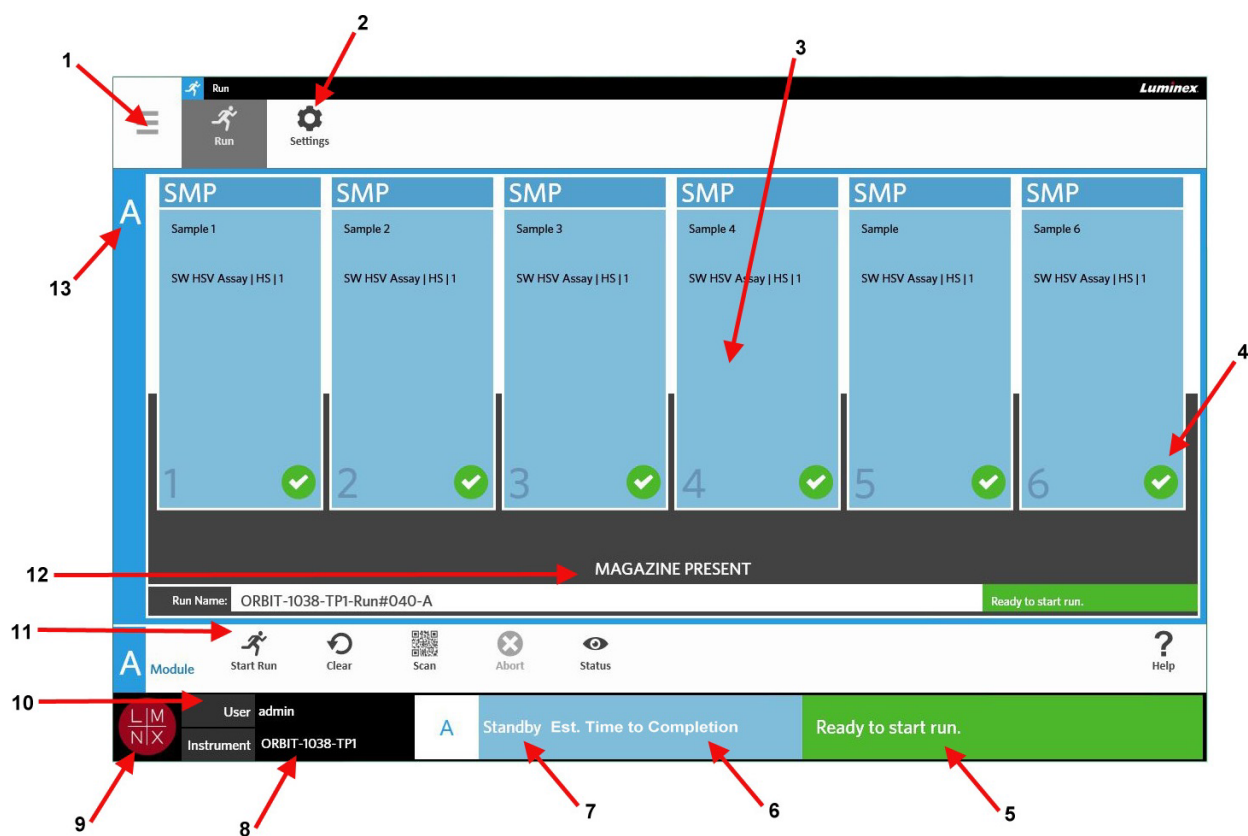 2
1
3
Run
Luminex
Run
Settings
A
SMP
SMP
SMP
SMP
SMP
SMP
Sample 1
Sample 2
Sample 3
Sample 4
Sample
Sample 6
SW HSV Assay | HS | 1
SW HSV Assay | HS | 1
SW HSV Assay | HS | 1
SW HSV Assay | HS | 1
SW HSV Assay | HS | 1
SW HSV Assay | HS | 1
13
4
1
2
3
4
5
6
12
MAGAZINE PRESENT
Run Name: ORBIT-1038-TP1-Run#040-A
Ready to start run.
11
A Module
Start Run
Clear
Scan
Abort
Status
?
Help
10
LM
NX
User admin
Instrument ORBIT-1038-TP1
A
Standby Est. Time to Completion
Ready to start run.
9
8
7
6
5